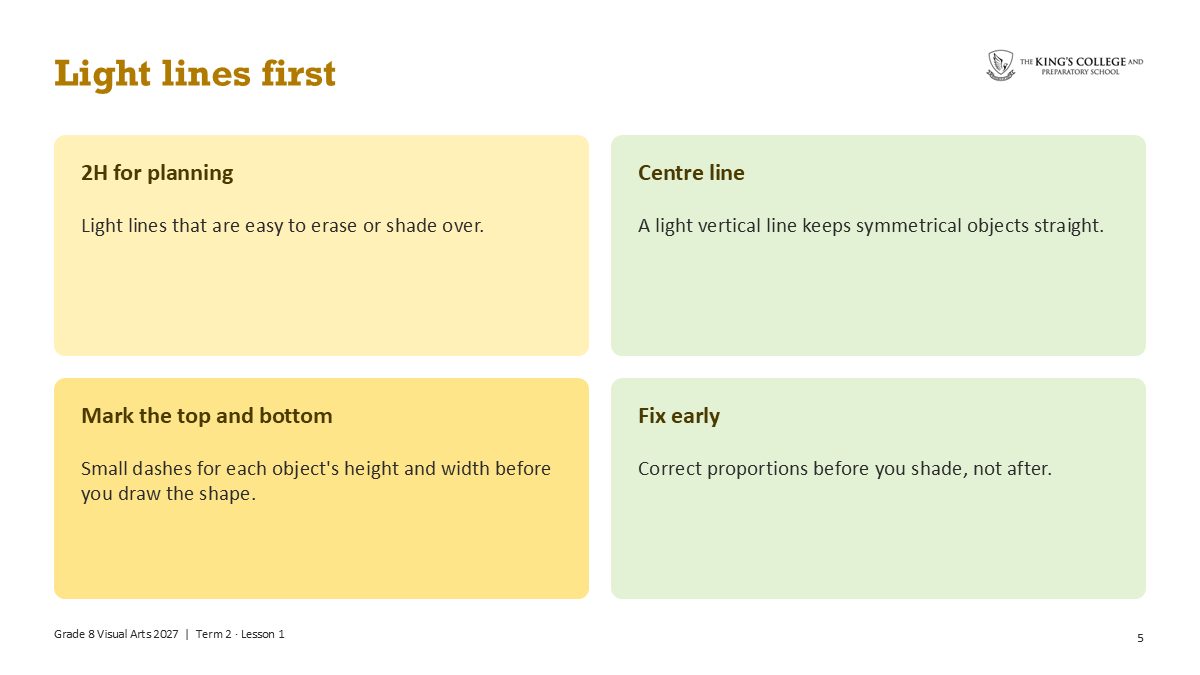 Light lines first
THE KING'S COLLEGE AND
PREPARATORY SCHOOL
2H for planning
Light lines that are easy to erase or shade over.
Centre line
A light vertical line keeps symmetrical objects straight.
Mark the top and bottom
Small dashes for each object's height and width before
you draw the shape.
Fix early
Correct proportions before you shade, not after.
Grade 8 Visual Arts 2027 | Term 2 · Lesson 1
5